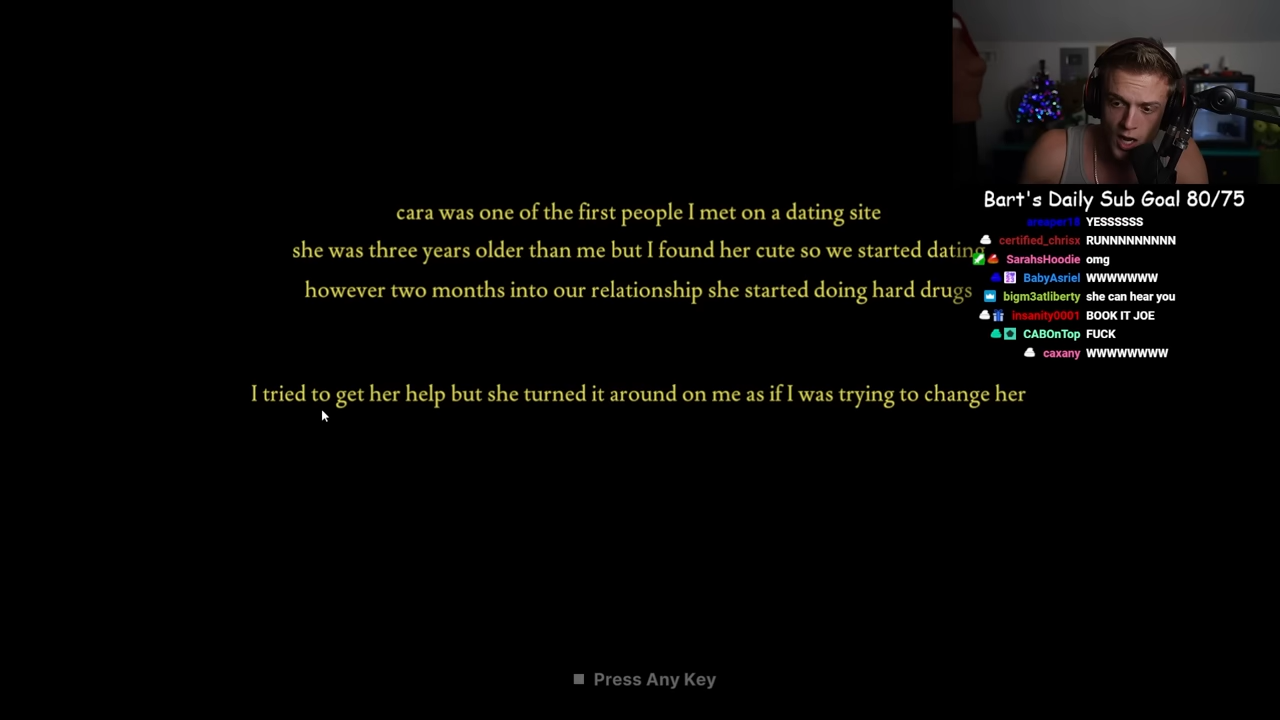 cara was one of the first people I met on a dating site
she was three years older than me but I found her cute so we started dating
however two months into our relationship she started doing hard drugs
I tried to get her help but she turned it around on me as if I was trying to change her
Press Any Key
Bart's Daily Sub Goal 80/75
areaper18 YESSSSSS
certified_chrisx RUNNNNNNNNN
SarahsHoodie omg
BabyAsriel WWWWWWW
bigm3atliberty she can hear you
insanity0001 BOOK IT JOE
CABOnTop FUCK
caxany WWWWWWWW